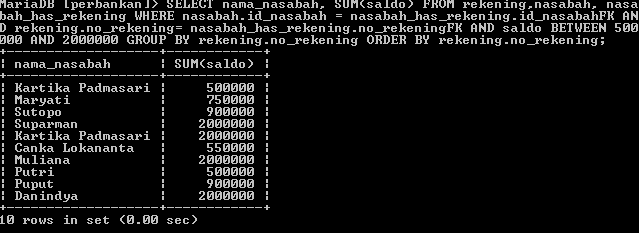 MariaDB [perbankan]> SELECT nama_nasabah, SUM(saldo) FROM rekening,nasabah, nasa
bah_has_rekening WHERE nasabah.id_nasabah = nasabah_has_rekening.id_nasabahFK AN
D rekening.no_rekening= nasabah_has_rekening.no_rekeningFK AND saldo BETWEEN 500
000 AND 2000000 GROUP BY rekening.no_rekening ORDER BY rekening.no_rekening;
+------------------+------------+
| nama_nasabah | SUM(saldo) |
+------------------+------------+
| Kartika Padmasari | 500000 |
| Maryati | 750000 |
| Sutopo | 900000 |
| Suparman | 2000000 |
| Kartika Padmasari | 2000000 |
| Canka Lokananta | 550000 |
| Muliana | 2000000 |
| Putri | 500000 |
| Puput | 900000 |
| Danindya | 2000000 |
+------------------+------------+
10 rows in set (0.00 sec)